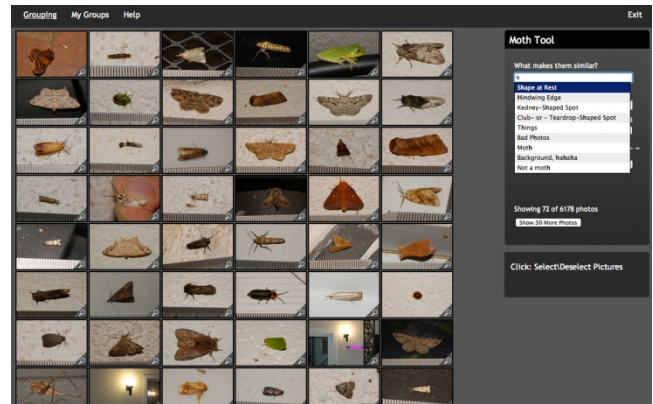 Grouping My Groups Help Exit
Moth Tool
What makes them similar?
h
Shape at Rest
Hindwing Edge
Kedney-Shaped Spot
Club- or - Teardrop-Shaped Spot
Things
Bad Photos
Moth
Background, hahaha
Not a moth
Showing 72 of 6178 photos
Show 30 More Photos
Click: Select\Deselect Pictures